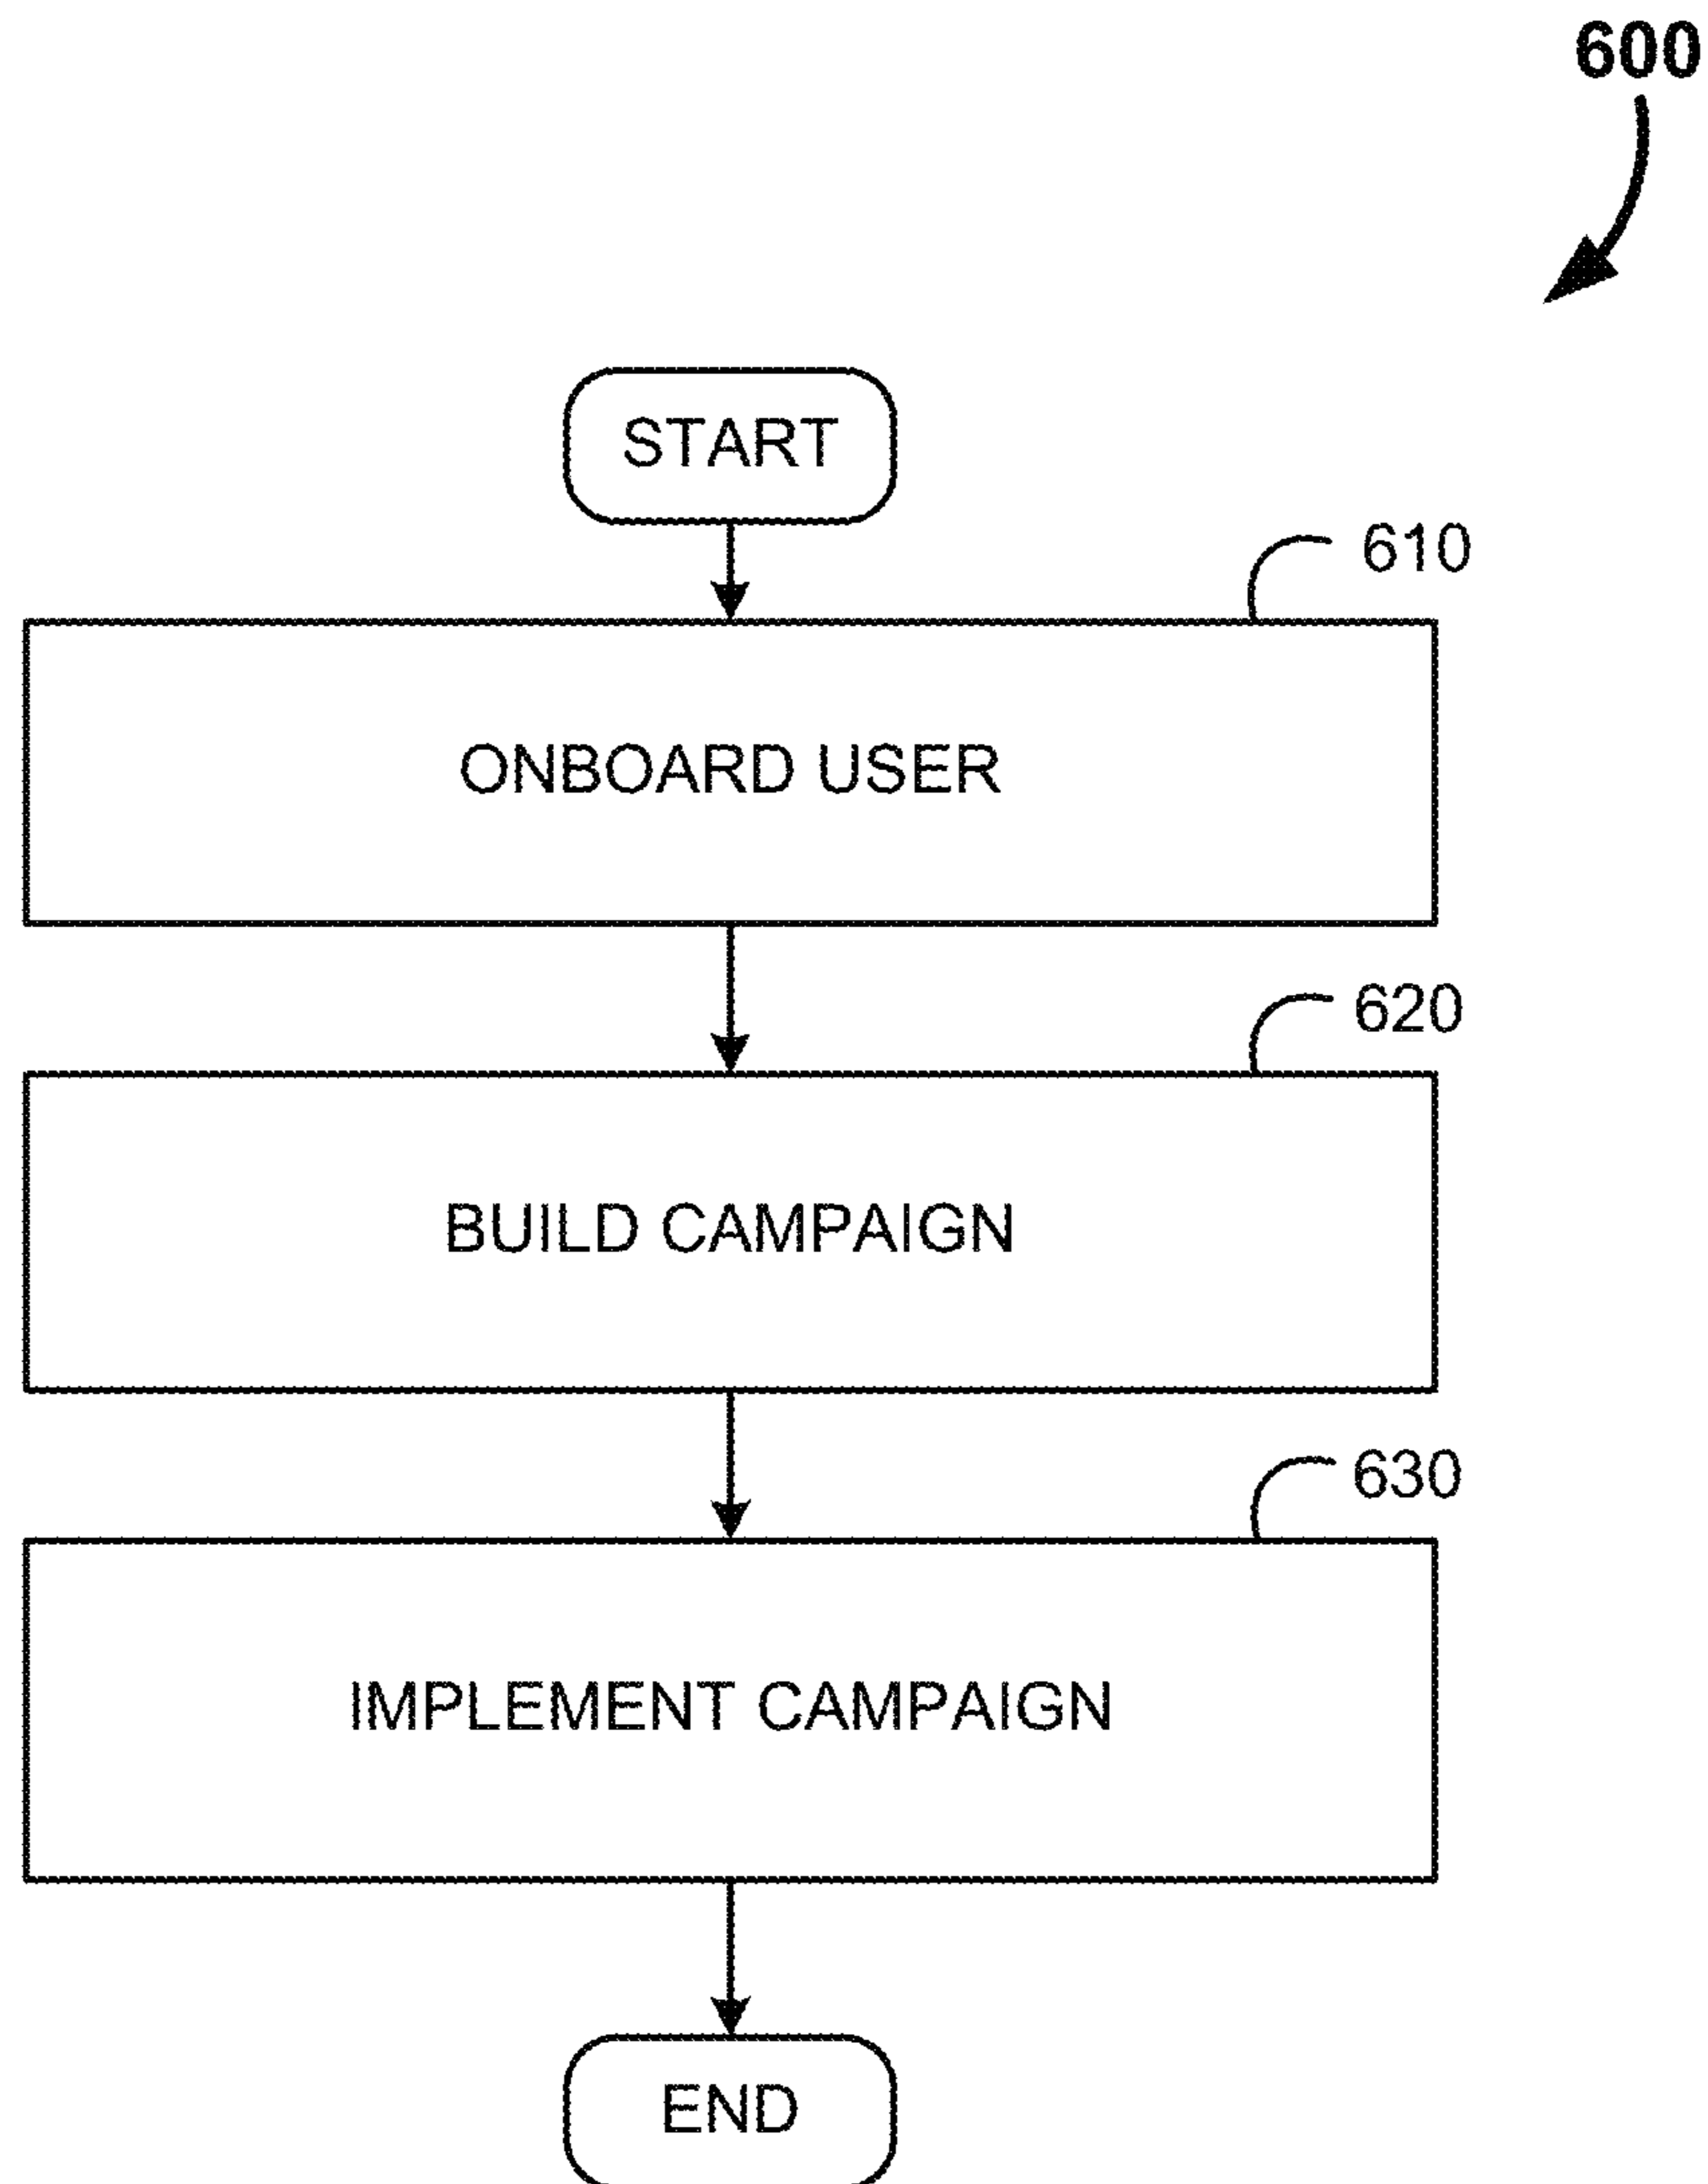 600
START
610
ONBOARD USER
620
BUILD CAMPAIGN
630
IMPLEMENT CAMPAIGN
END